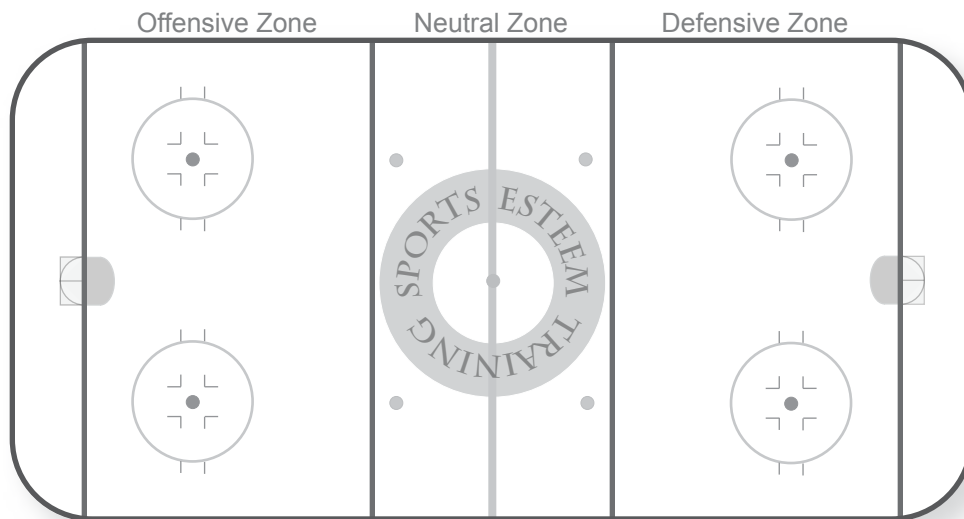 Offensive Zone Neutral Zone Defensive Zone
SPORTS ESTEEM TRAINING